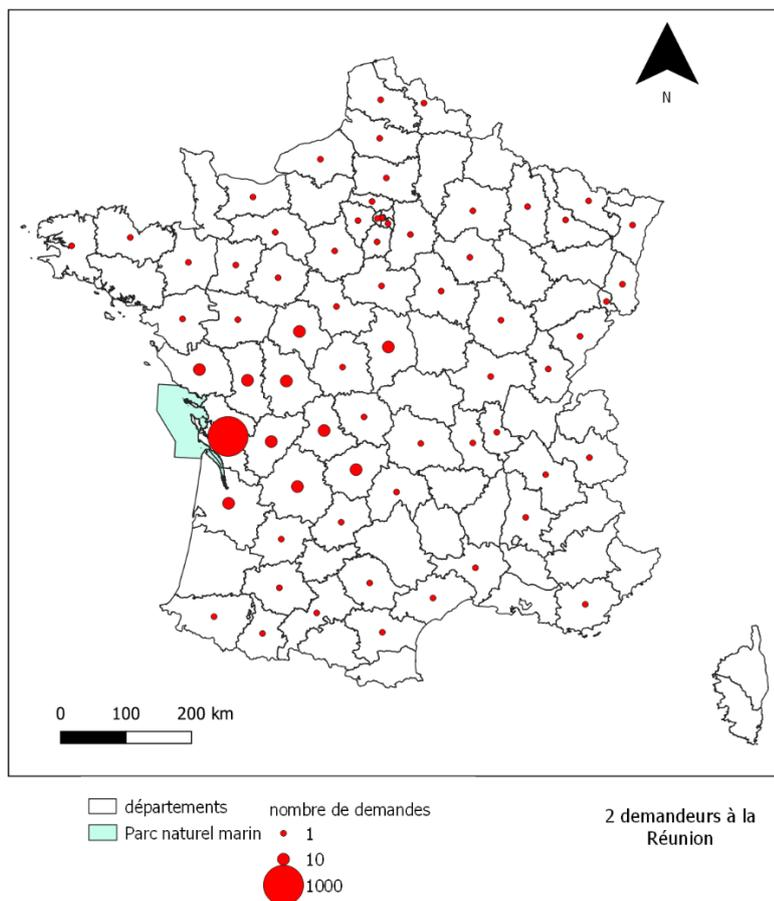 N
0 100 200 km
départements
Parc naturel marin
nombre de demandes
1
10
1000
2 demandeurs à la
Réunion